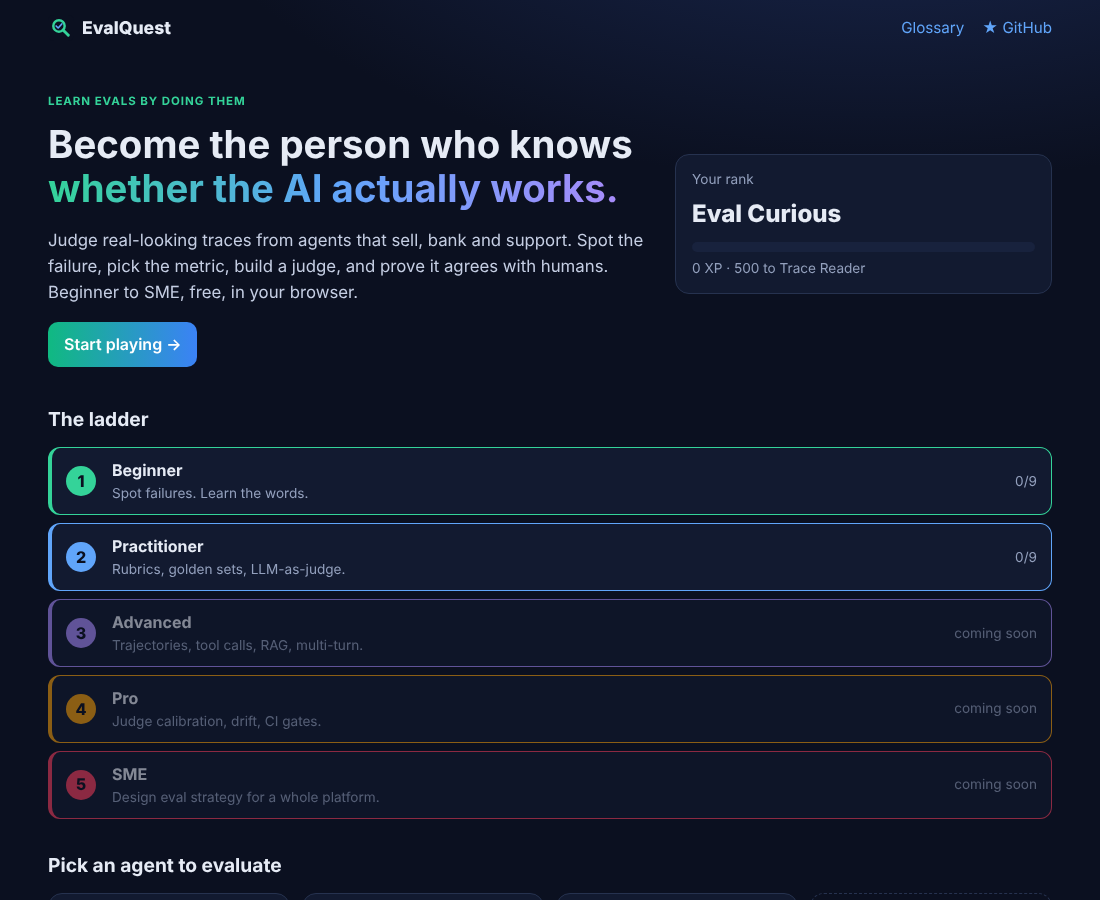 EvalQuest
Glossary ★ GitHub
LEARN EVALS BY DOING THEM
Become the person who knows
whether the AI actually works.
Judge real-looking traces from agents that sell, bank and support. Spot the
failure, pick the metric, build a judge, and prove it agrees with humans.
Beginner to SME, free, in your browser.
Start playing →
Your rank
Eval Curious
0 XP · 500 to Trace Reader
The ladder
1
Beginner
Spot failures. Learn the words.
0/9
2
Practitioner
Rubrics, golden sets, LLM-as-judge.
0/9
3
Advanced
Trajectories, tool calls, RAG, multi-turn.
coming soon
4
Pro
Judge calibration, drift, CI gates.
coming soon
5
SME
Design eval strategy for a whole platform.
coming soon
Pick an agent to evaluate